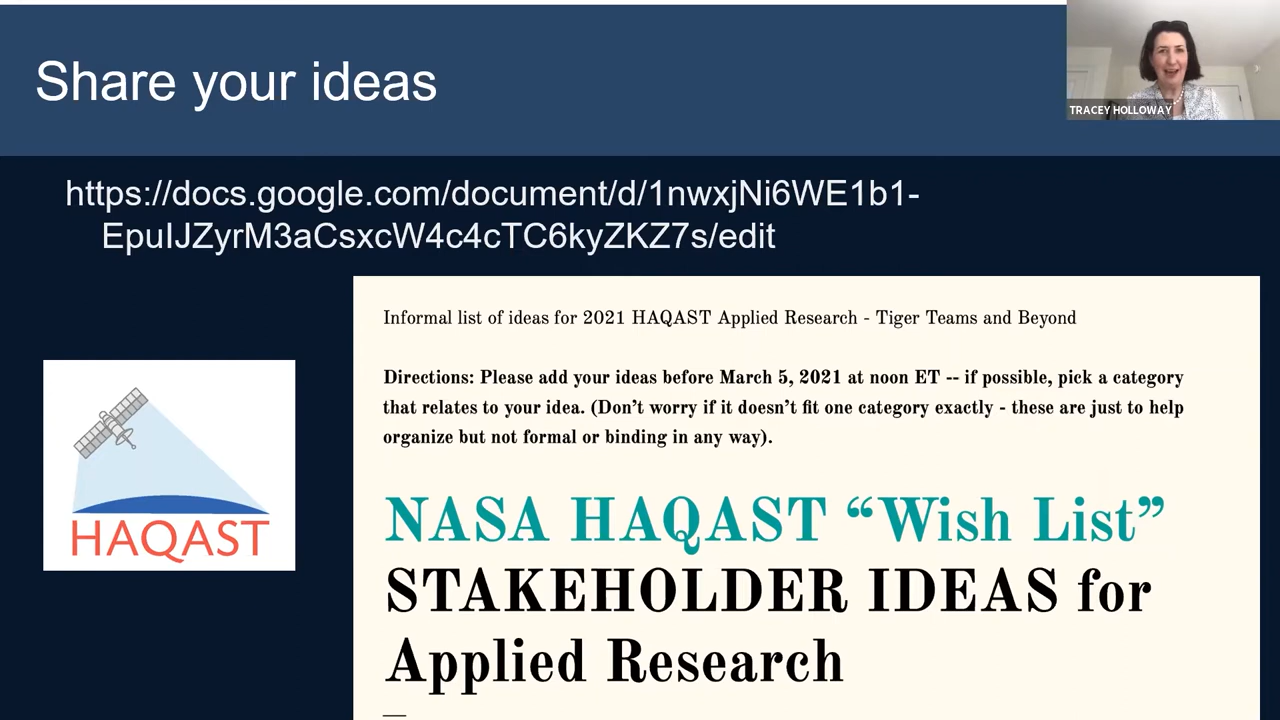 Share your ideas
TRACEY HOLLOWAY
https://docs.google.com/document/d/1nwxjNi6WE1b1-
EpuIJZyrM3aCsxcW4c4cTC6kyZKZ7s/edit
Informal list of ideas for 2021 HAQAST Applied Research - Tiger Teams and Beyond
Directions: Please add your ideas before March 5, 2021 at noon ET -- if possible, pick a category
that relates to your idea. (Don't worry if it doesn't fit one category exactly - these are just to help
organize but not formal or binding in any way).
HAQAST
NASA HAQAST “Wish List”
STAKEHOLDER IDEAS for
Applied Research